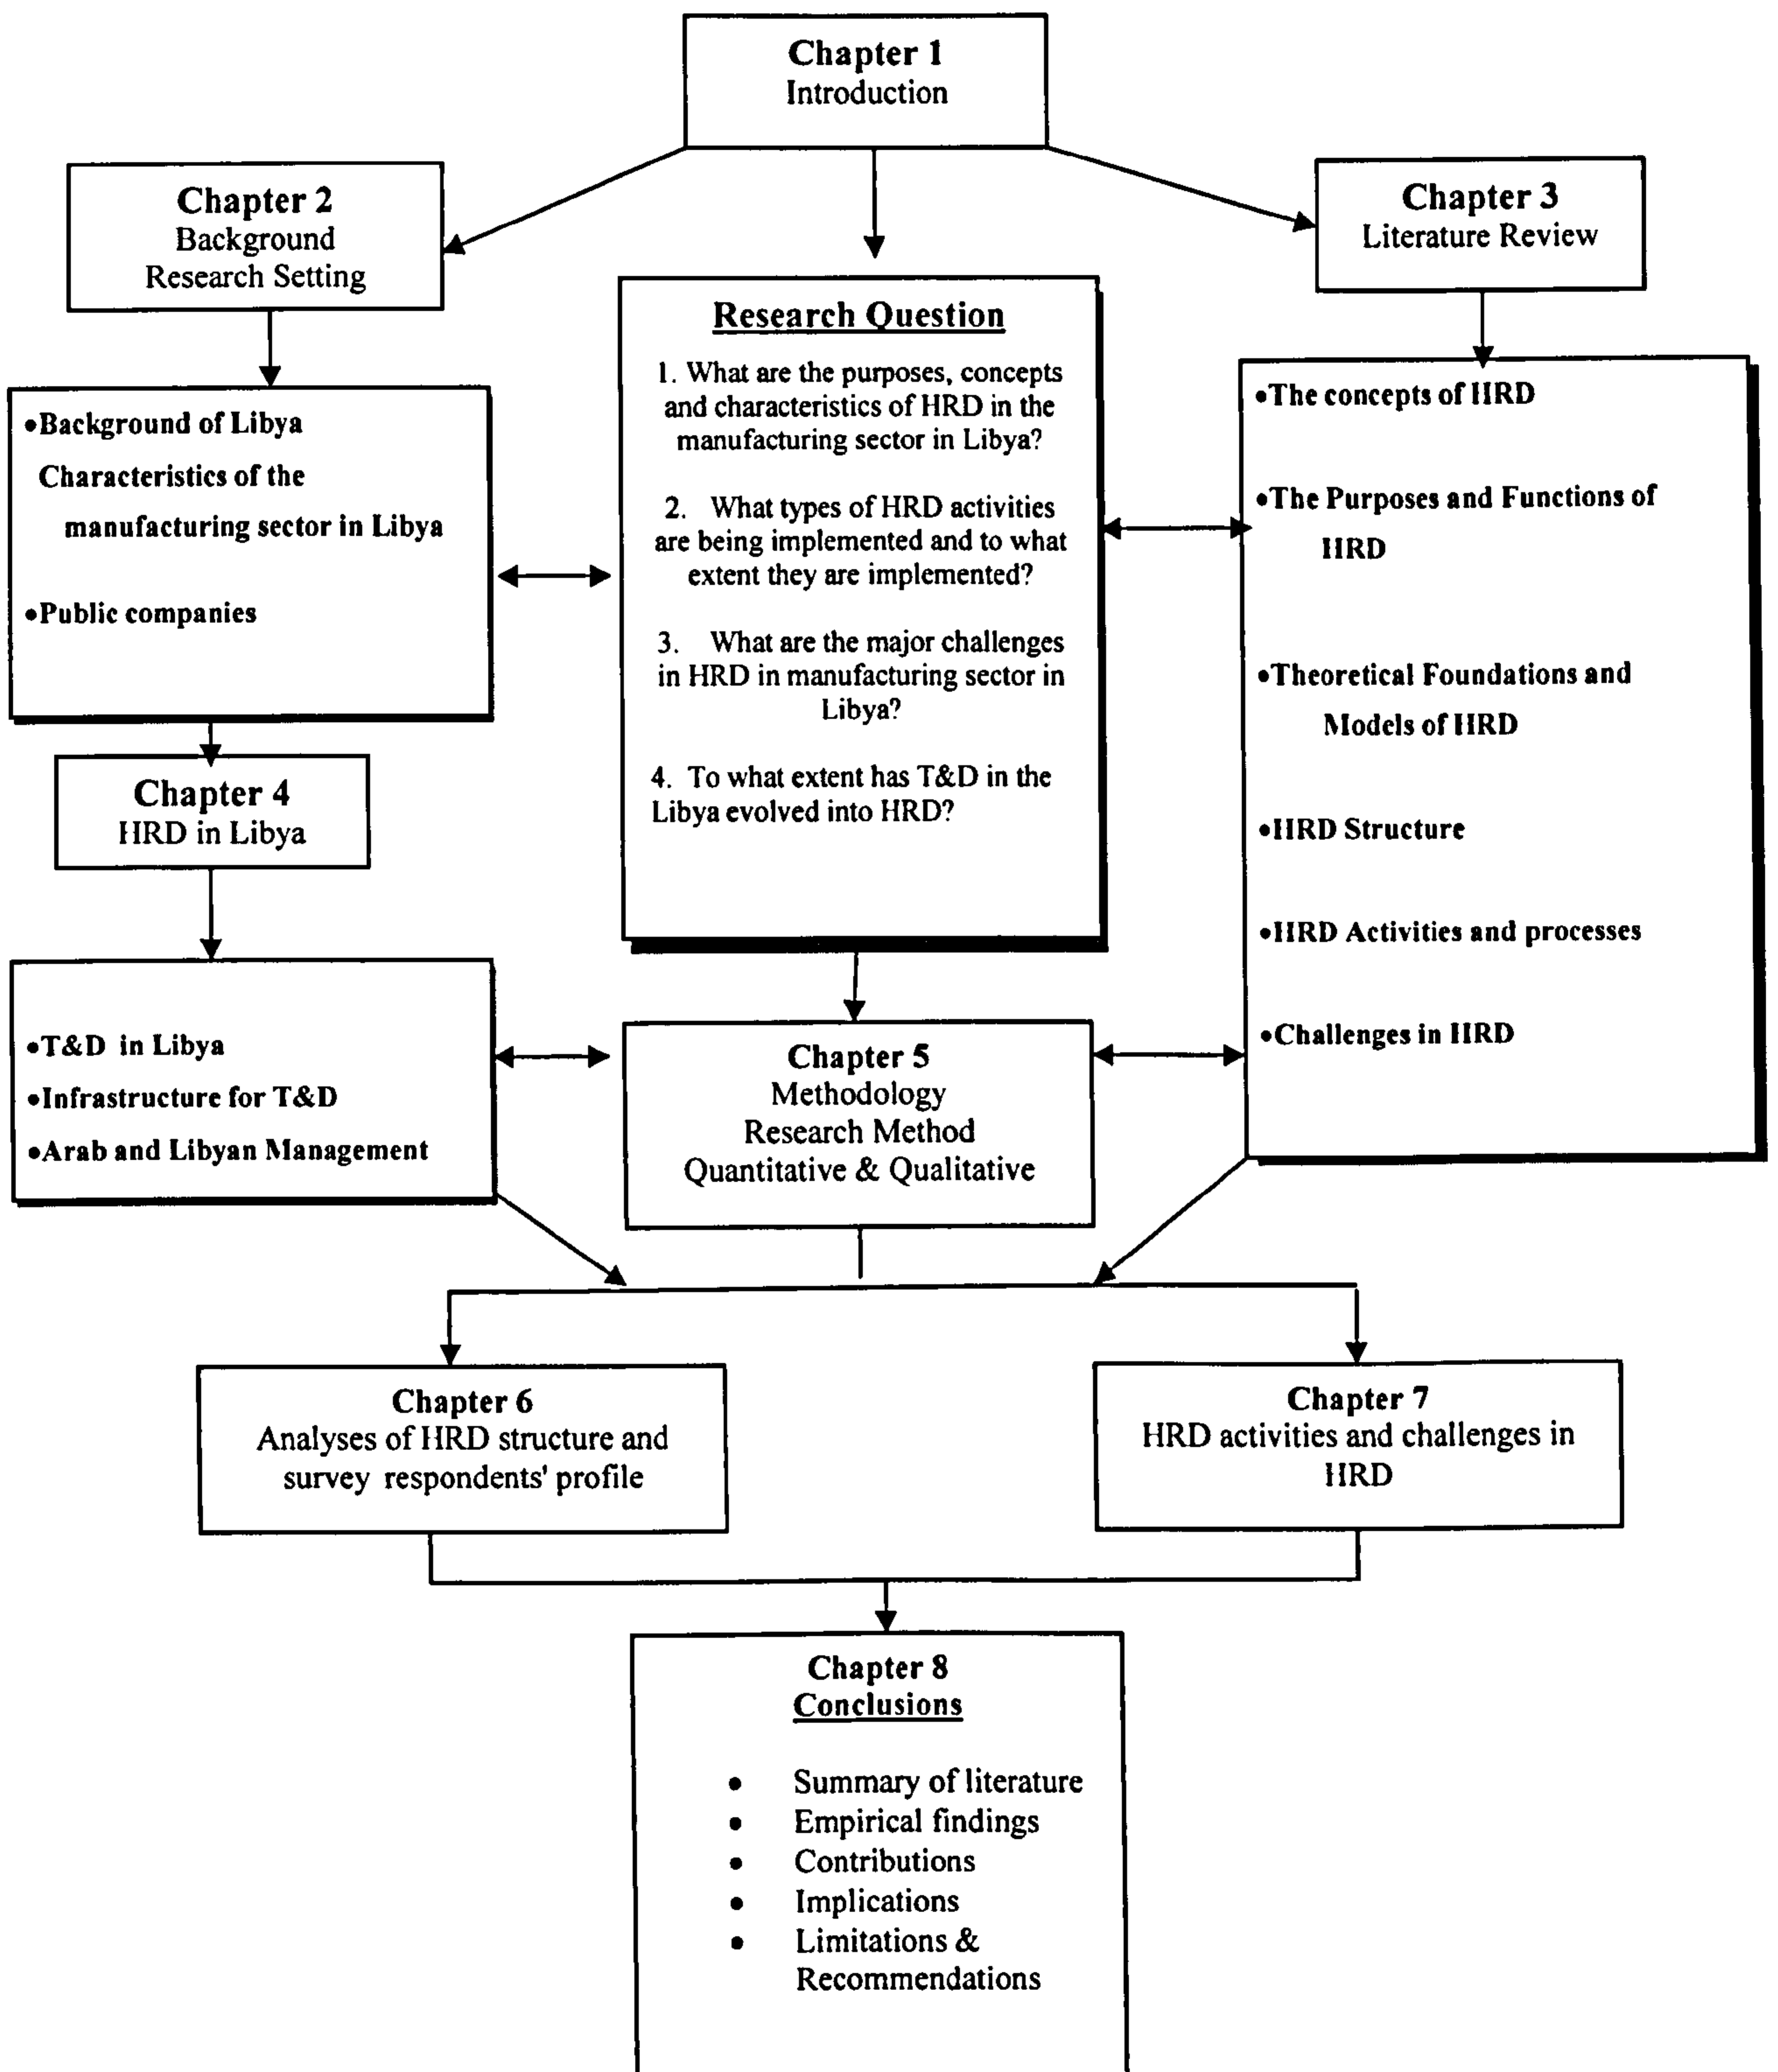 Chapter 1
Introduction
Chapter 2
Background
Research Setting
Chapter 3
Literature Review
Research Question
1. What are the purposes, concepts
and characteristics of HRD in the
manufacturing sector in Libya?
2. What types of HRD activities
are being implemented and to what
extent they are implemented?
3. What are the major challenges
in HRD in manufacturing sector in
Libya?
4. To what extent has T&D in the
Libya evolved into HRD?
•Background of Libya
Characteristics of the
manufacturing sector in Libya
•Public companies
•The concepts of HRD
•The Purposes and Functions of
HRD
•Theoretical Foundations and
Models of HRD
•HRD Structure
•HRD Activities and processes
•Challenges in HRD
Chapter 4
HRD in Libya
•T&D in Libya
•Infrastructure for T&D
•Arab and Libyan Management
Chapter 5
Methodology
Research Method
Quantitative & Qualitative
Chapter 6
Analyses of HRD structure and
survey respondents' profile
Chapter 7
HRD activities and challenges in
HRD
Chapter 8
Conclusions
• Summary of literature
• Empirical findings
• Contributions
• Implications
• Limitations &
Recommendations